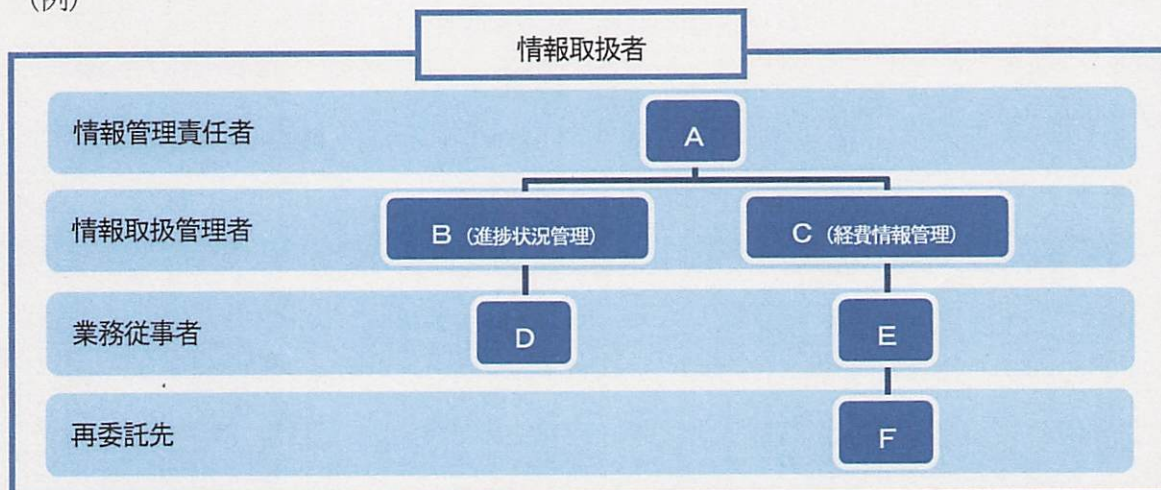 (例)
情報取扱者
情報管理責任者
A
情報取扱管理者
B (進捗状況管理)
C (経費情報管理)
業務従事者
D
E
再委託先
F